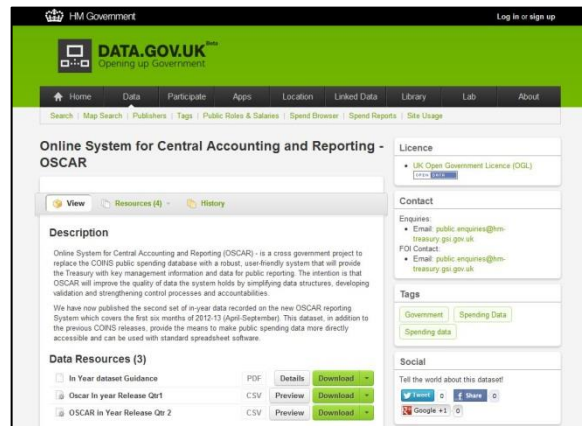 HM Government
Log in or sign up
DATA.GOV.UK Beta
Opening up Government
Home Data Participate Apps Location Linked Data Library Lab About
Search | Map Search | Publishers | Tags | Public Roles & Salaries | Spend Browser | Spend Reports | Site Usage
Online System for Central Accounting and Reporting -
OSCAR
View Resources (4) History
Description
Online System for Central Accounting and Reporting (OSCAR) - is a cross government project to
replace the COINS public spending database with a robust, user-friendly system that will provide
the Treasury with key management information and data for public reporting. The intention is that
OSCAR will improve the quality of data the system holds by simplifying data structures, developing
validation and strengthening control processes and accountabilities.
We have now published the second set of in-year data recorded on the new OSCAR reporting
System which covers the first six months of 2012-13 (April-September). This dataset, in addition to
the previous COINS releases, provide the means to make public spending data more directly
accessible and can be used with standard spreadsheet software.
Data Resources (3)
In Year dataset Guidance PDF Details Download
Oscar In year Release Qtr1 CSV Preview Download
OSCAR in Year Release Qtr 2 CSV Preview Download
Licence
UK Open Government Licence (OGL)
OPEN DATA
Contact
Enquiries:
Email: public.enquiries@hm-
treasury.gsi.gov.uk
FOI Contact:
Email: public.enquiries@hm-
treasury.gsi.gov.uk
Tags
Government Spending Data
Spending data
Social
Tell the world about this dataset!
Tweet 0 Share 0
Google +1 0